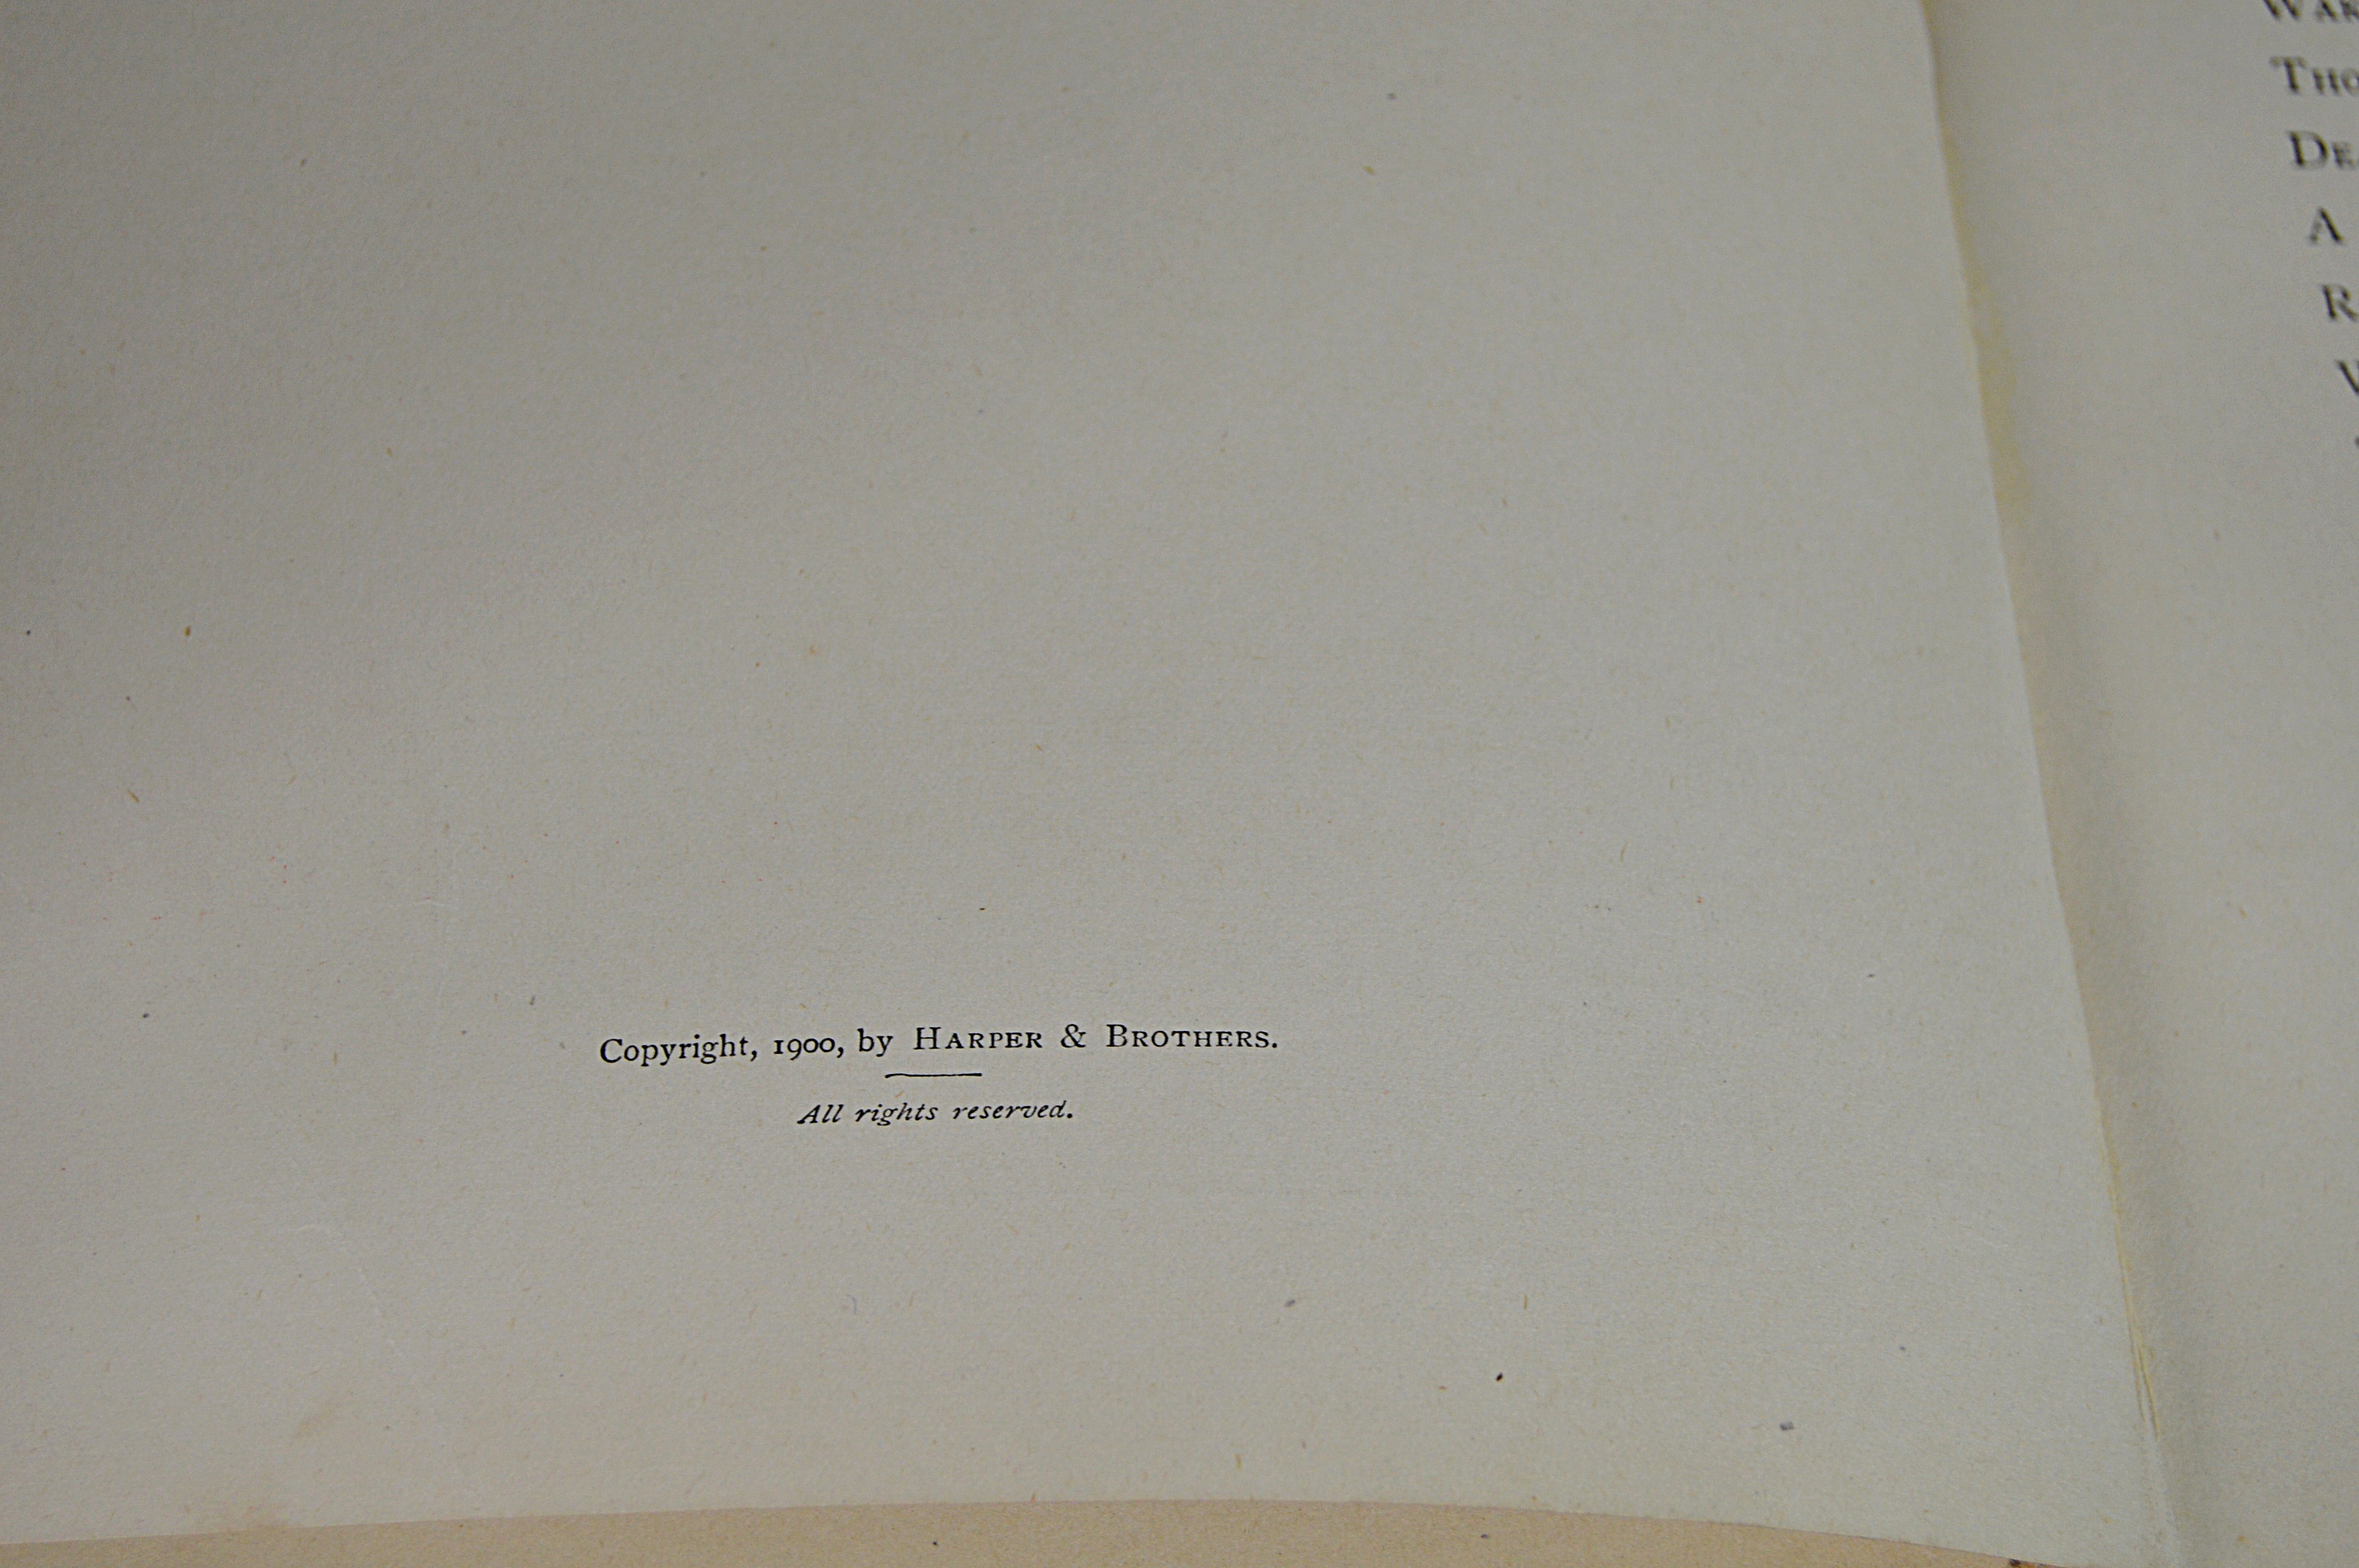 Copyright, 1900, by HARPER & BROTHERS.
All rights reserved.
A
R